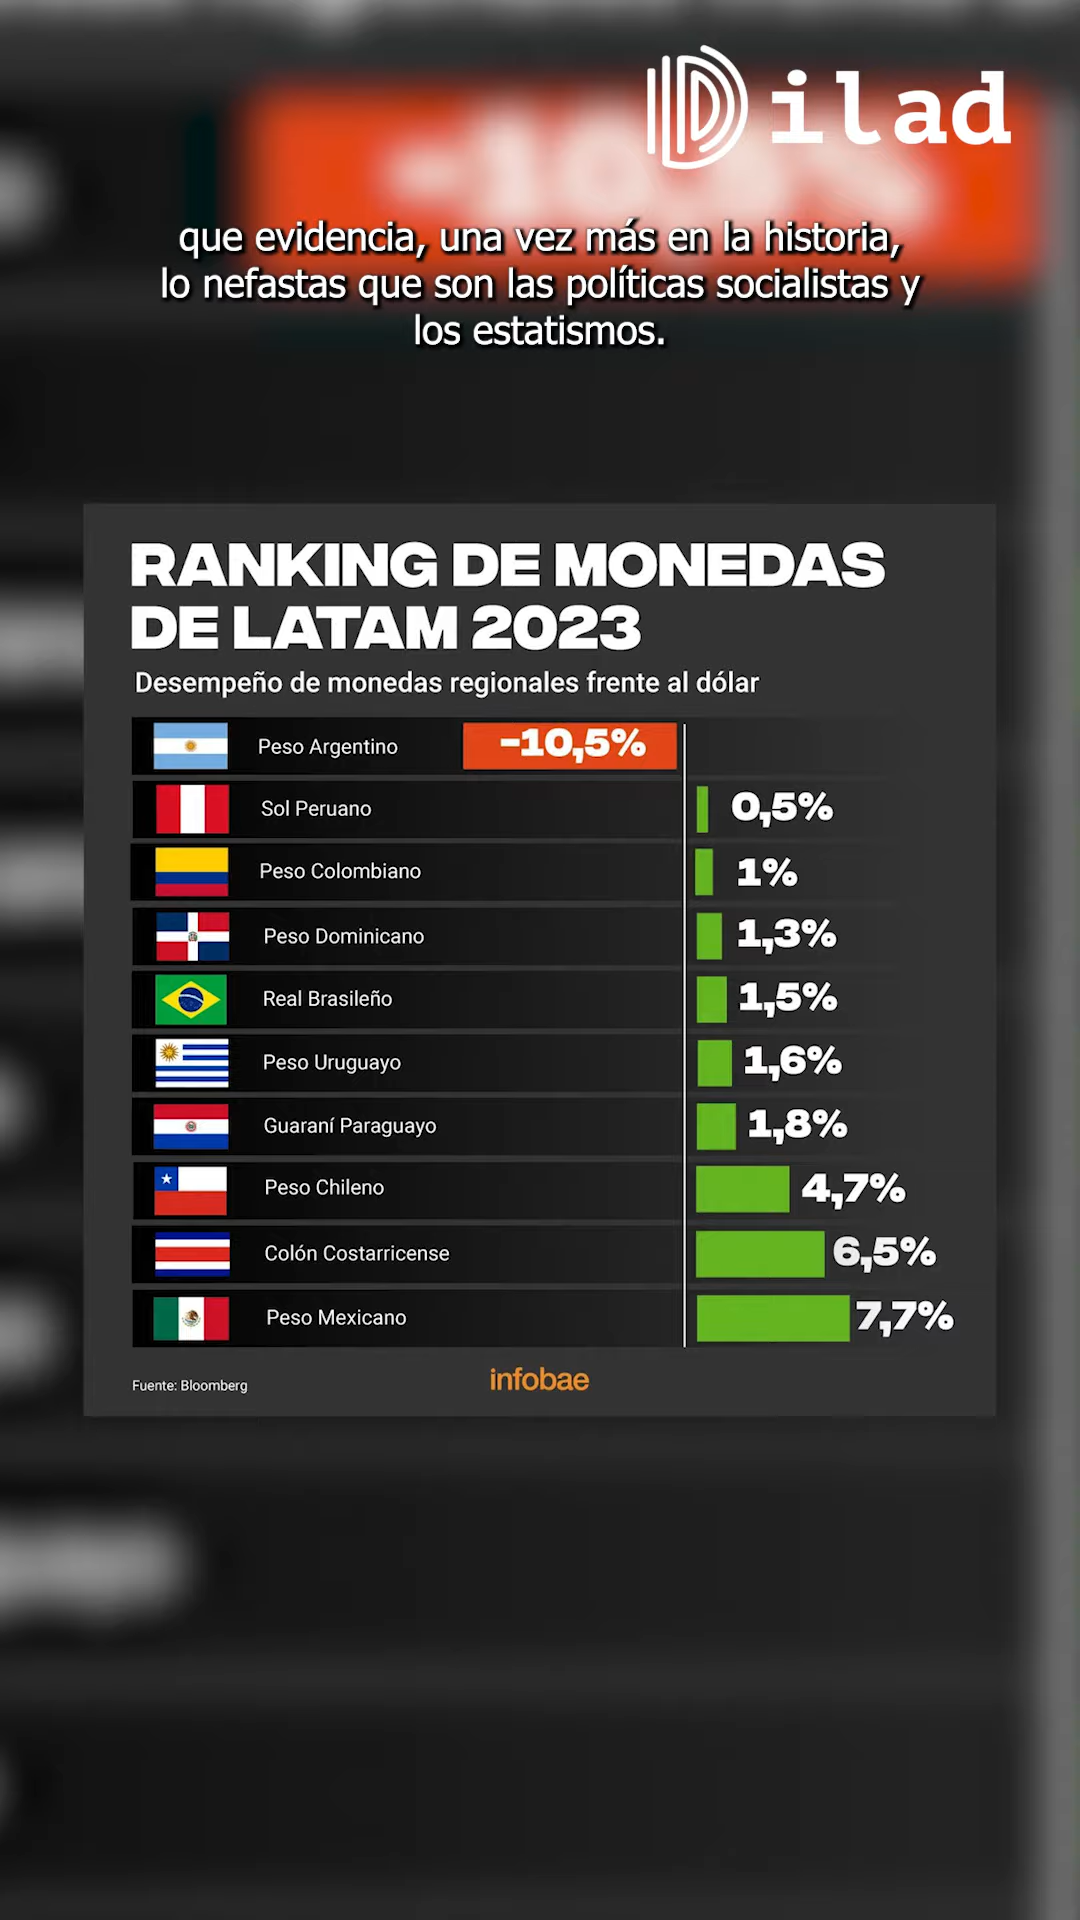 Dilad
que evidencia, una vez más en la historia,
lo nefastas que son las políticas socialistas y
los estatismos.
RANKING DE MONEDAS
DE LATAM 2023
Desempeño de monedas regionales frente al dólar
Peso Argentino -10,5%
Sol Peruano 0,5%
Peso Colombiano 1%
Peso Dominicano 1,3%
Real Brasileño 1,5%
Peso Uruguayo 1,6%
Guaraní Paraguayo 1,8%
Peso Chileno 4,7%
Colón Costarricense 6,5%
Peso Mexicano 7,7%
Fuente: Bloomberg
infobae